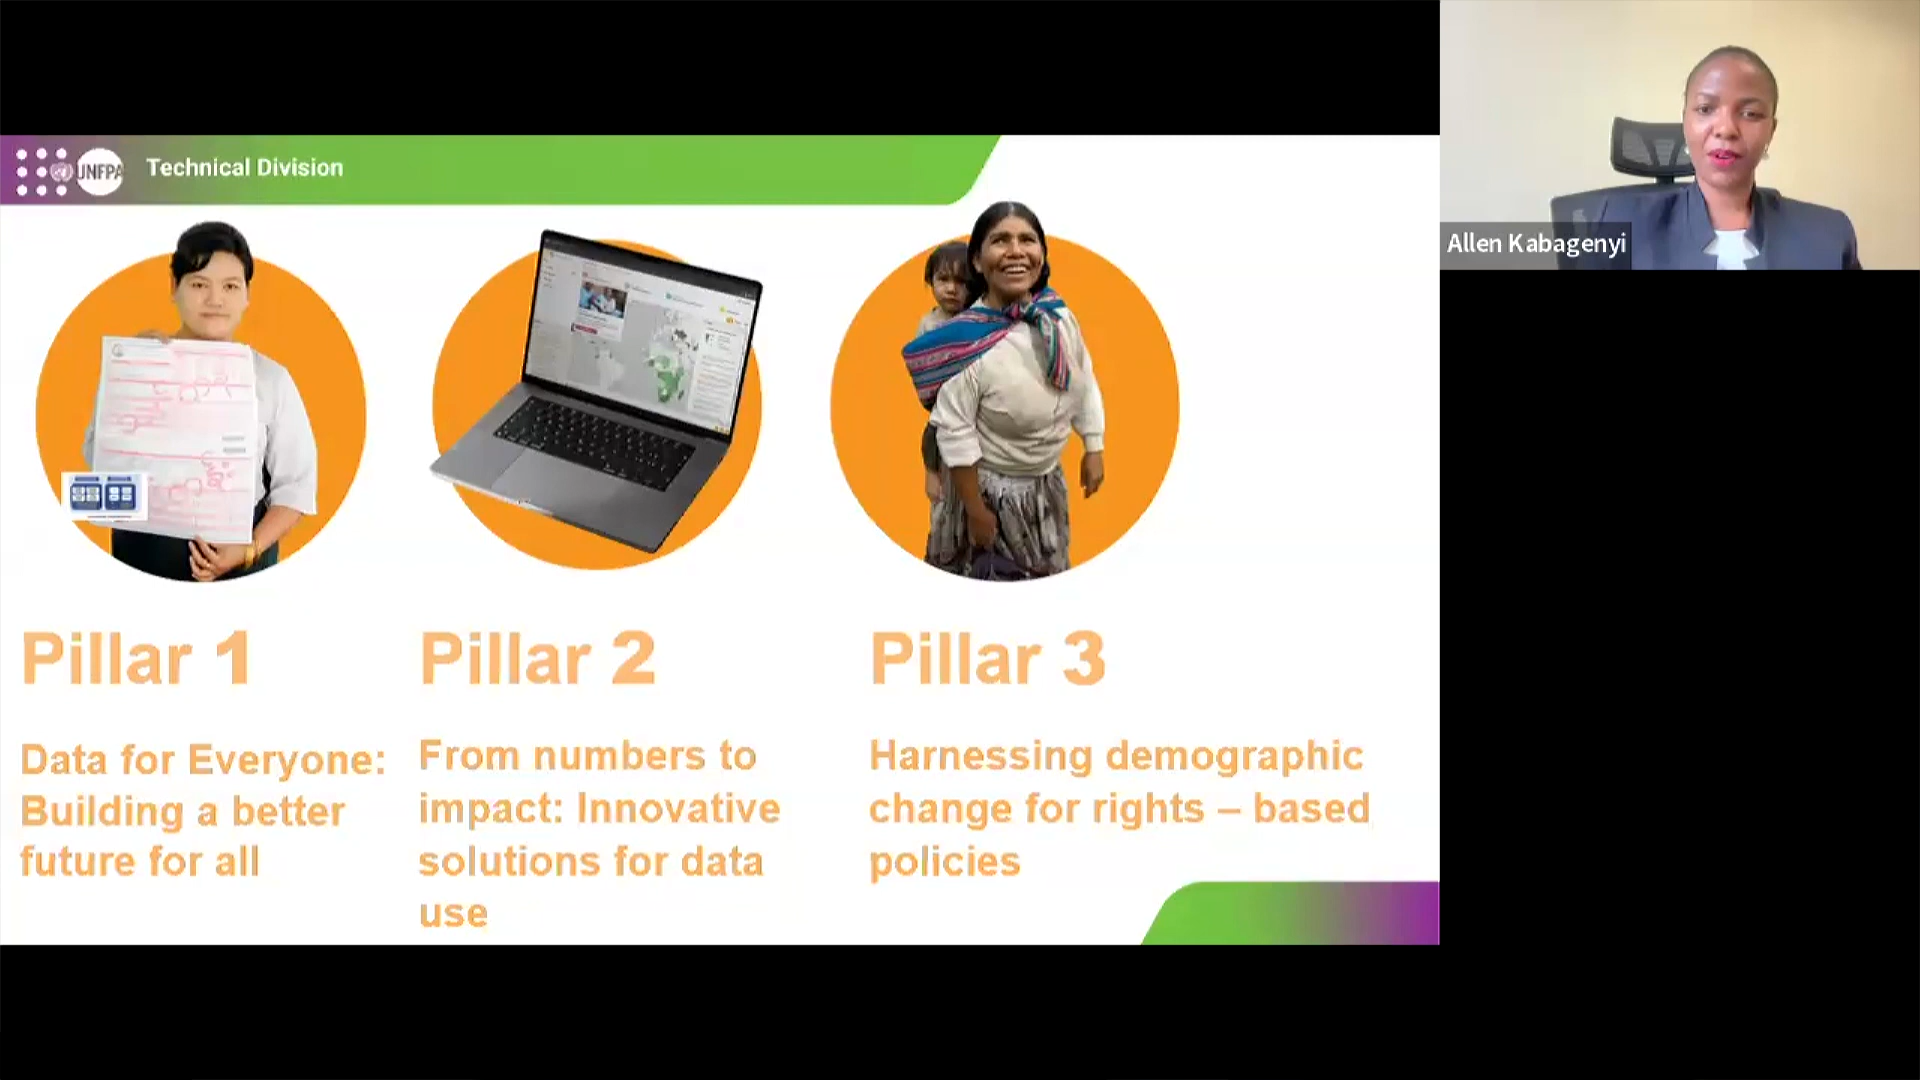 UNFPA
Technical Division
Allen Kabagenyi
Pillar 1
Data for Everyone:
Building a better
future for all
Pillar 2
From numbers to
impact: Innovative
solutions for data
use
Pillar 3
Harnessing demographic
change for rights – based
policies